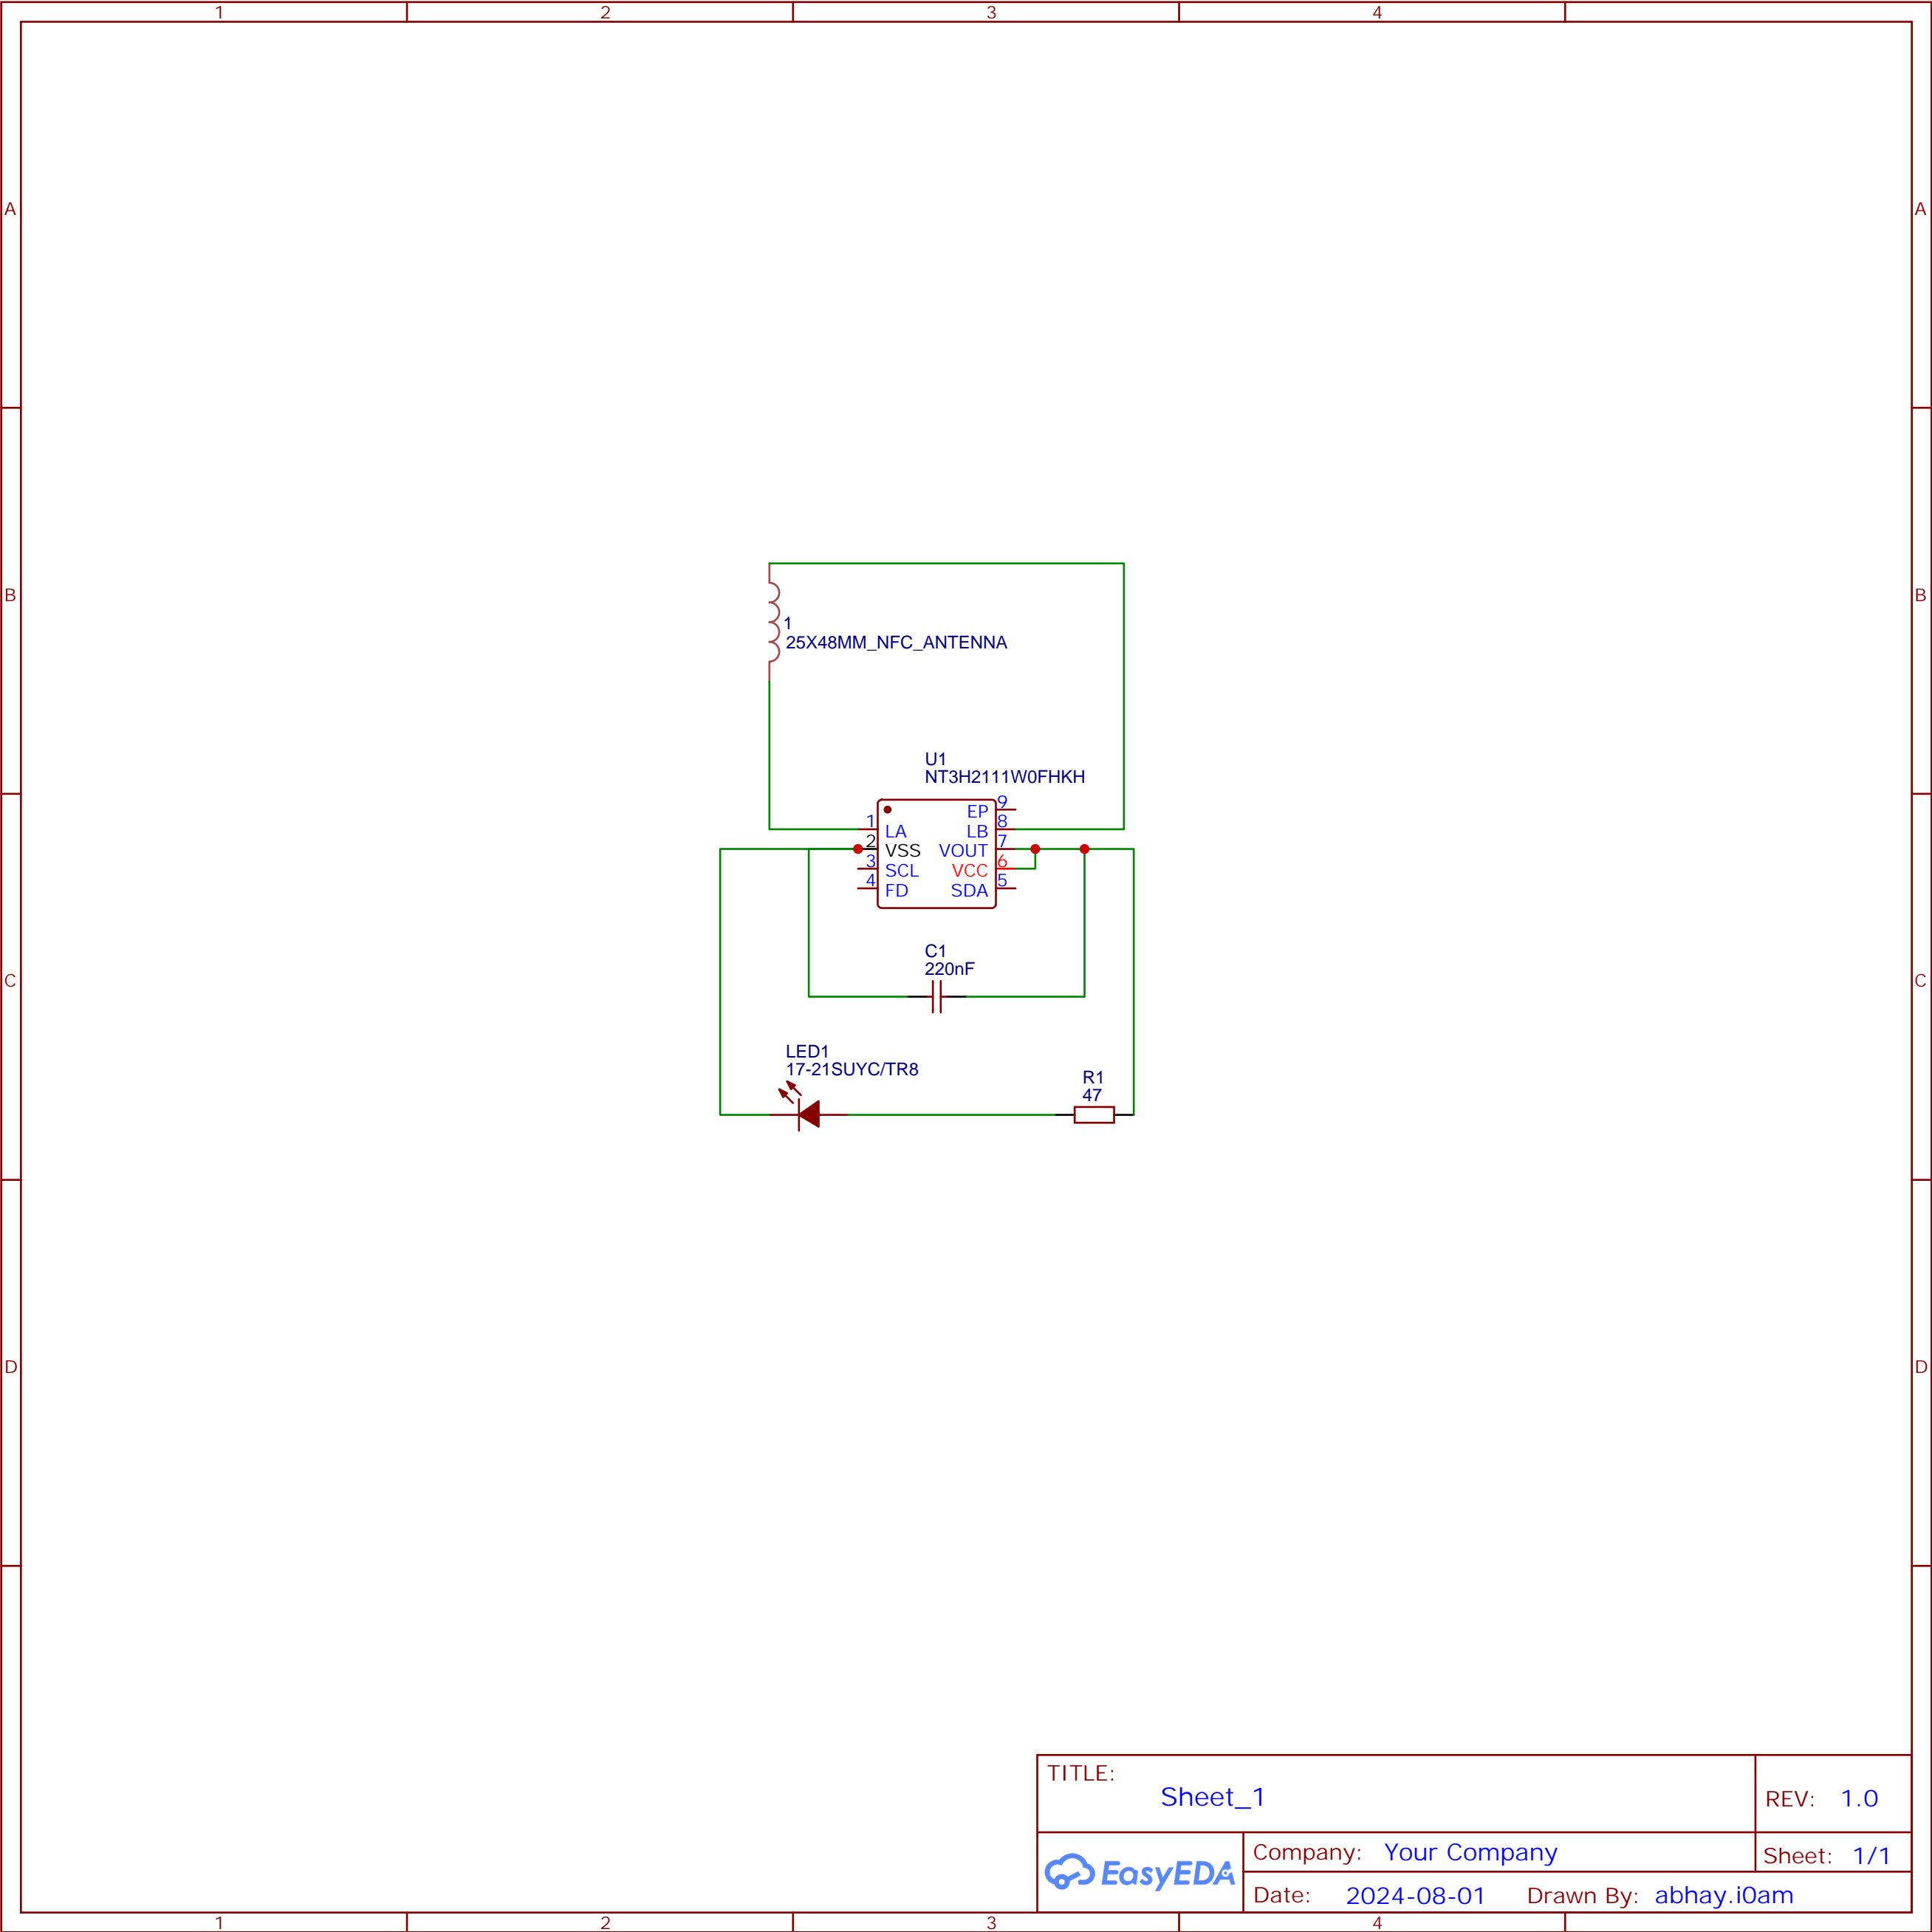 1 2 3 4
A A
B B
1
25X48MM_NFC_ANTENNA
U1
NT3H2111W0FHKH
EP 9
1 LA LB 8
2 VSS VOUT 7
3 SCL VCC 6
4 FD SDA 5
C C
C1
220nF
LED1
17-21SUYC/TR8
R1
47
D D
TITLE:
Sheet_1
REV: 1.0
EasyEDA
Company: Your Company
Sheet: 1/1
Date: 2024-08-01 Drawn By: abhay.i0am
1 2 3 4